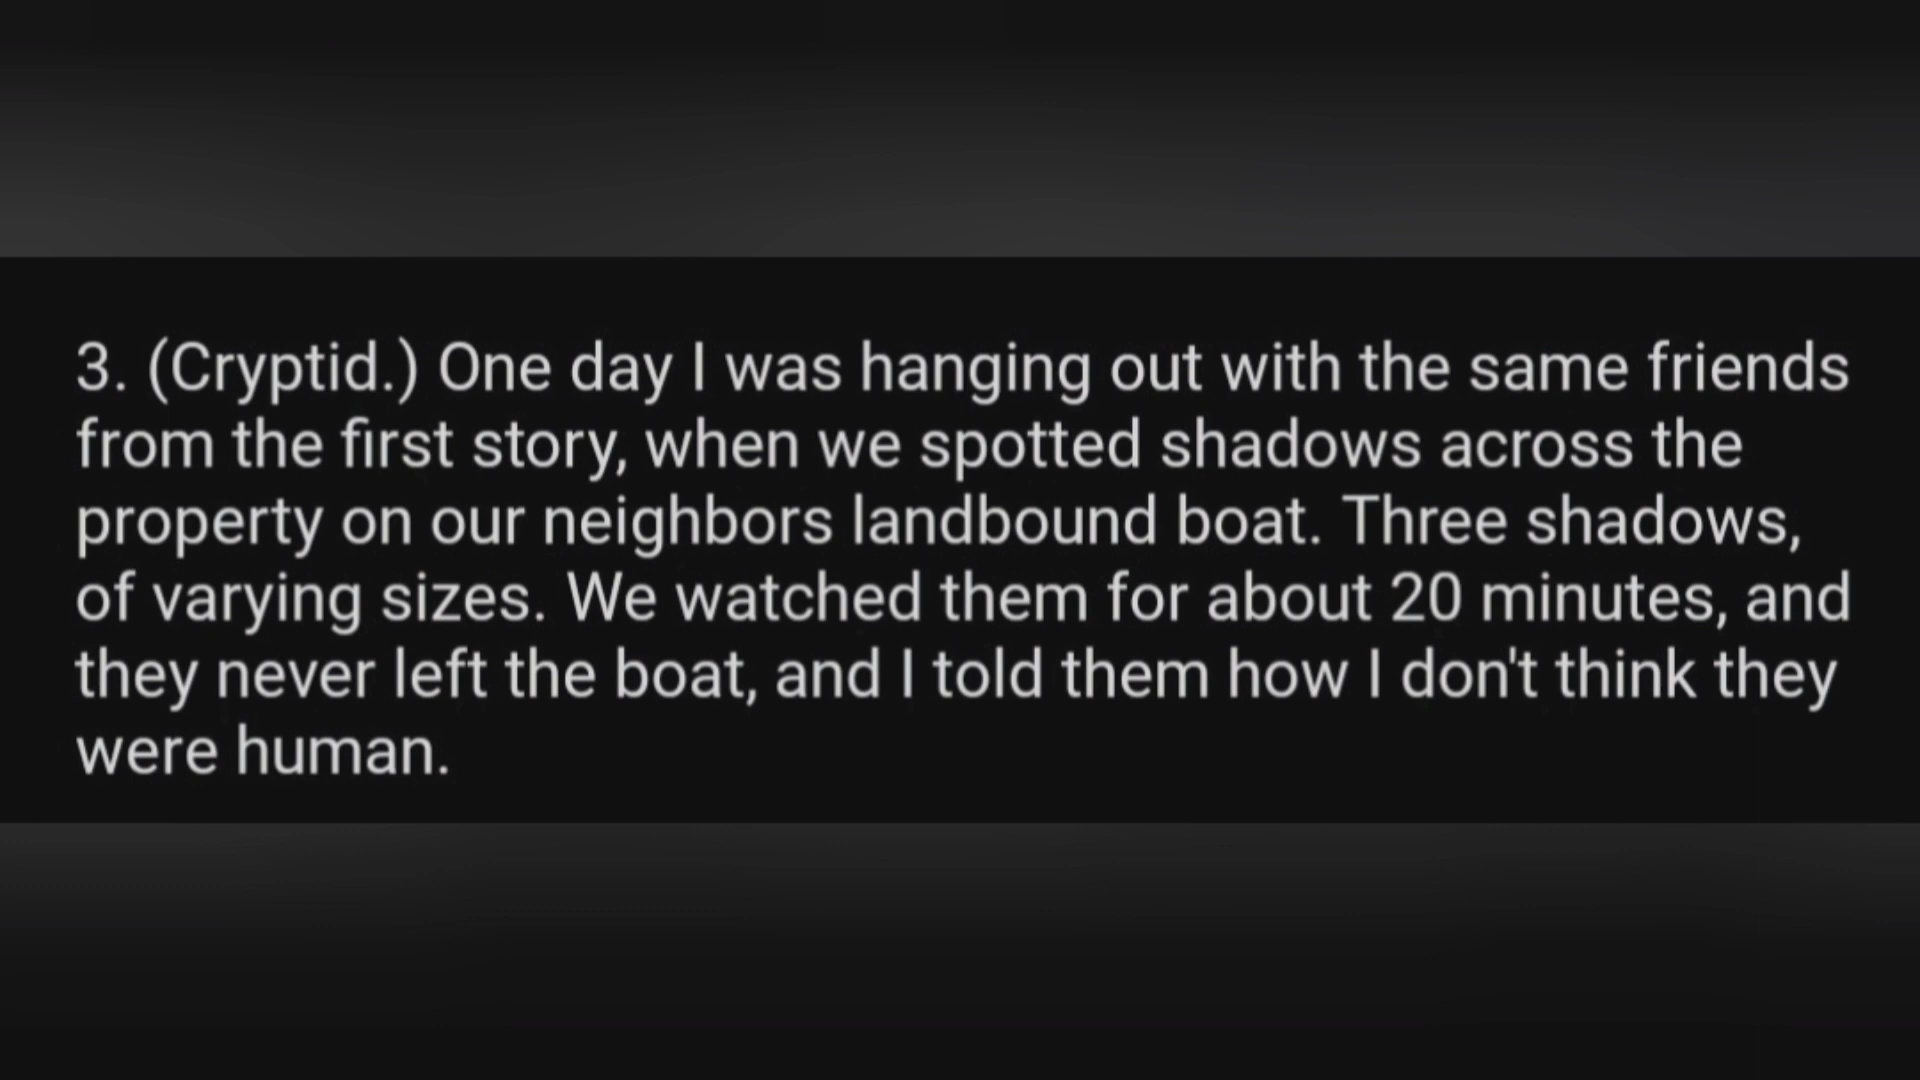 3. (Cryptid.) One day I was hanging out with the same friends
from the first story, when we spotted shadows across the
property on our neighbors landbound boat. Three shadows,
of varying sizes. We watched them for about 20 minutes, and
they never left the boat, and I told them how I don't think they
were human.